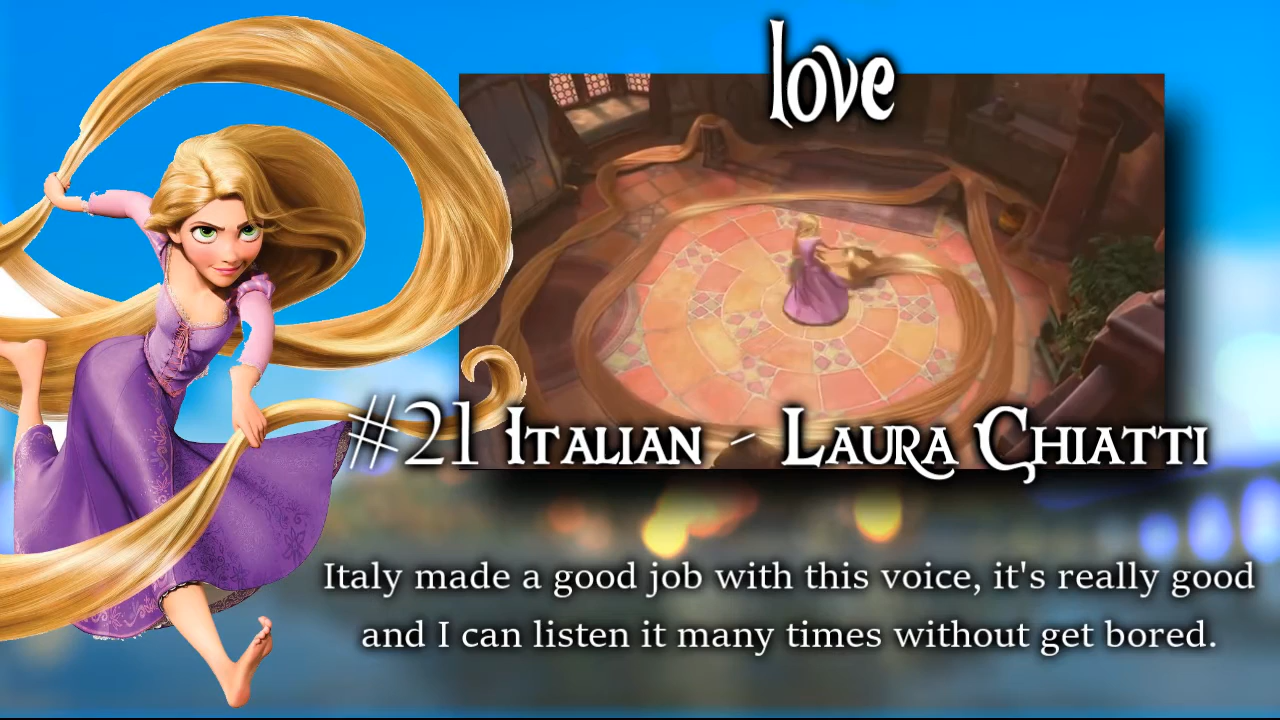 love
#21 Italian - Laura Chiatti
Italy made a good job with this voice, it's really good
and I can listen it many times without get bored.